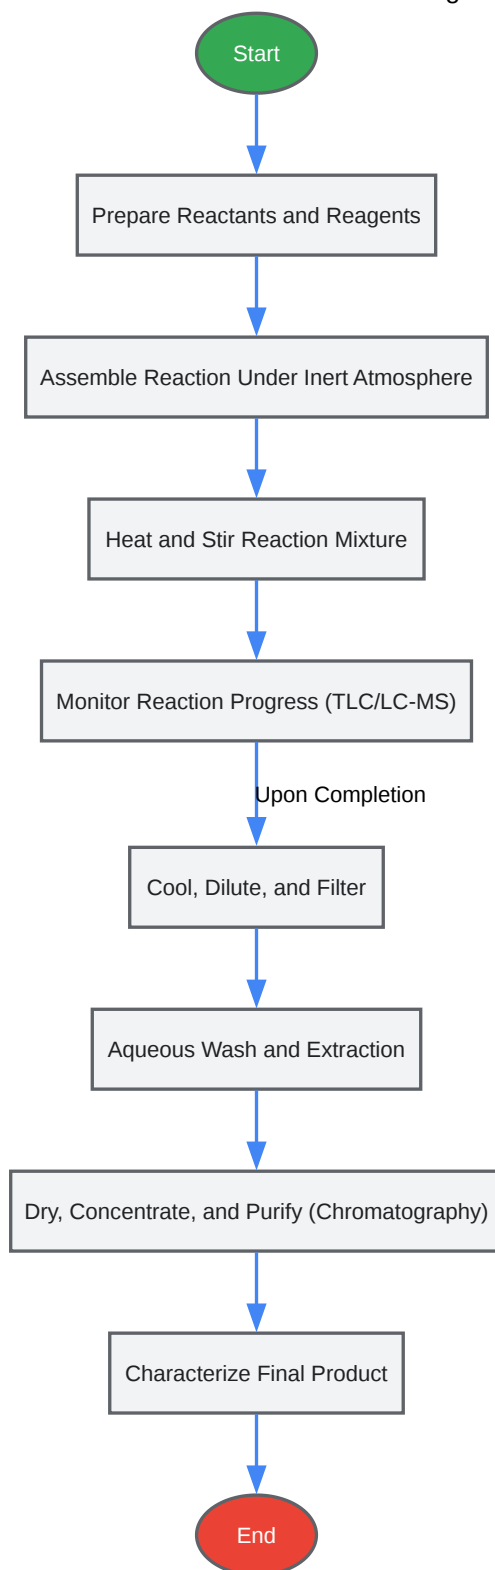 Start
Prepare Reactants and Reagents
Assemble Reaction Under Inert Atmosphere
Heat and Stir Reaction Mixture
Monitor Reaction Progress (TLC/LC-MS)
Upon Completion
Cool, Dilute, and Filter
Aqueous Wash and Extraction
Dry, Concentrate, and Purify (Chromatography)
Characterize Final Product
End